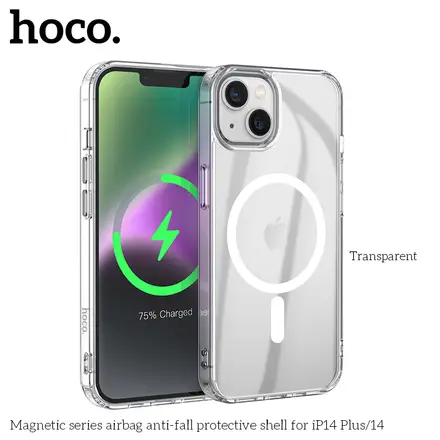 hoco.
Transparent
75% Charged
hoco.
Magnetic series airbag anti-fall protective shell for iP14 Plus/14